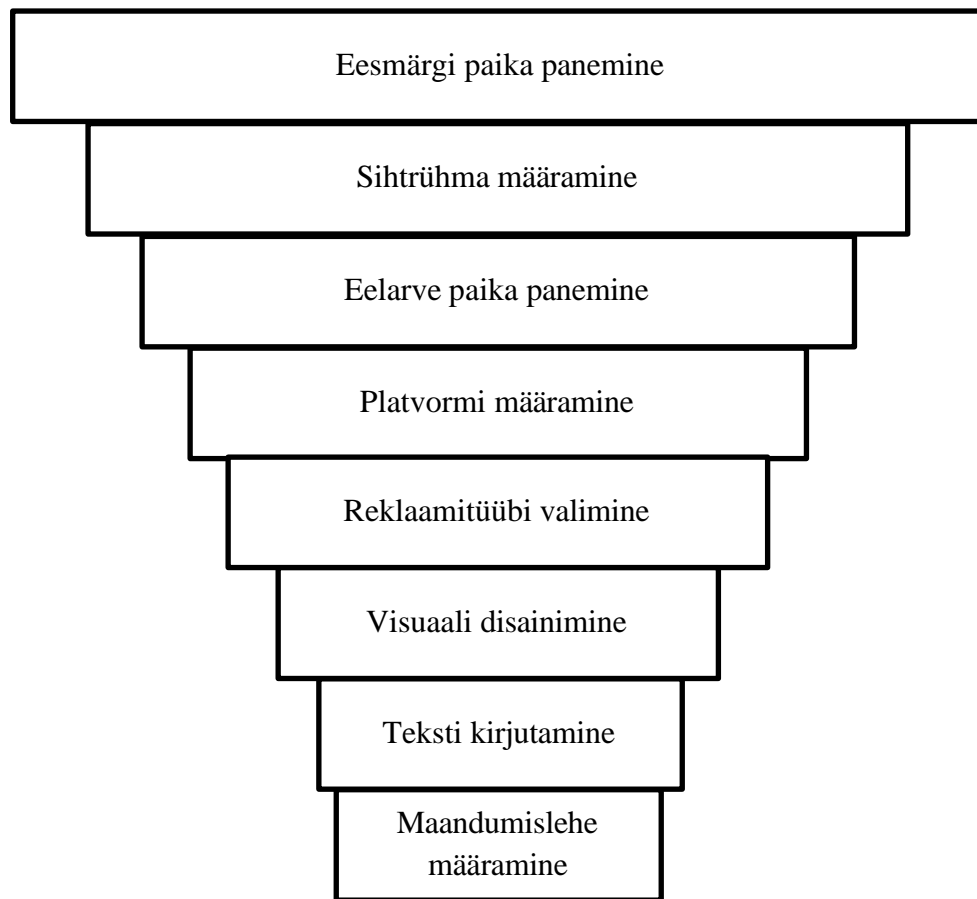 Eesmärgi paika panemine
Sihtrühma määramine
Eelarve paika panemine
Platvormi määramine
Reklaamitüübi valimine
Visuaali disainimine
Teksti kirjutamine
Maandumislehe
määramine